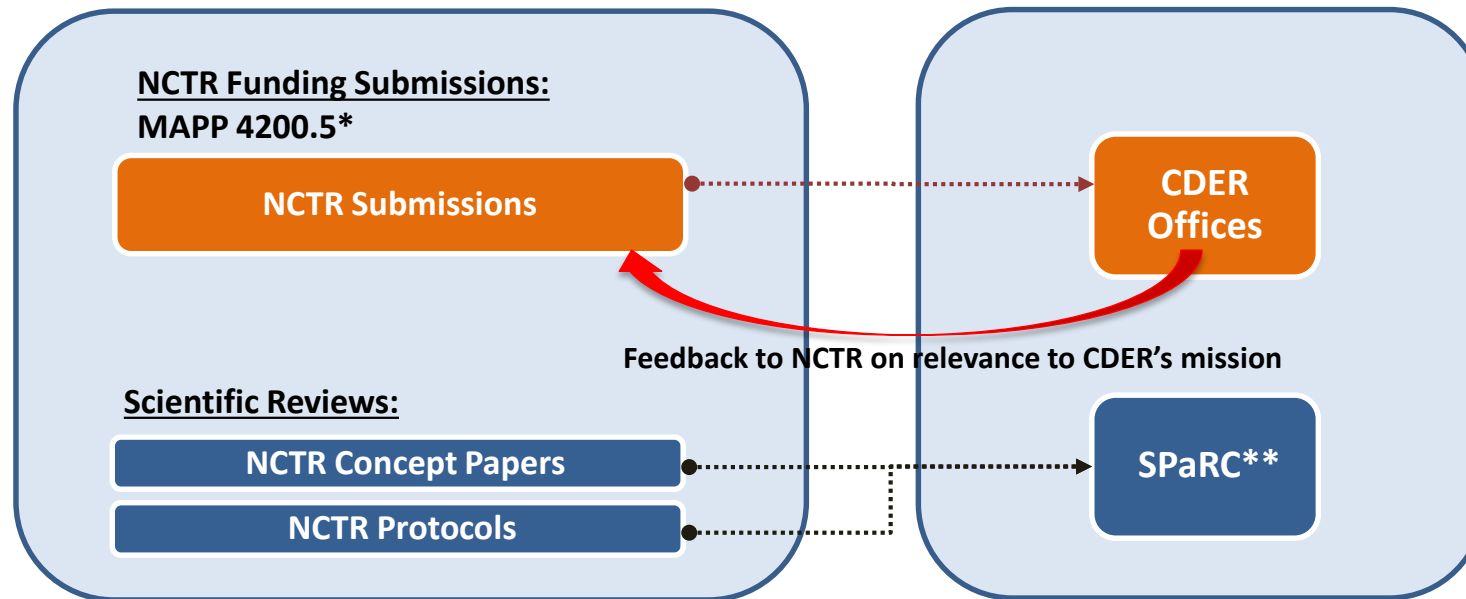 NCTR Funding Submissions:
MAPP 4200.5*
NCTR Submissions
CDER
Offices
Feedback to NCTR on relevance to CDER's mission
Scientific Reviews:
NCTR Concept Papers
NCTR Protocols
SPaRC**